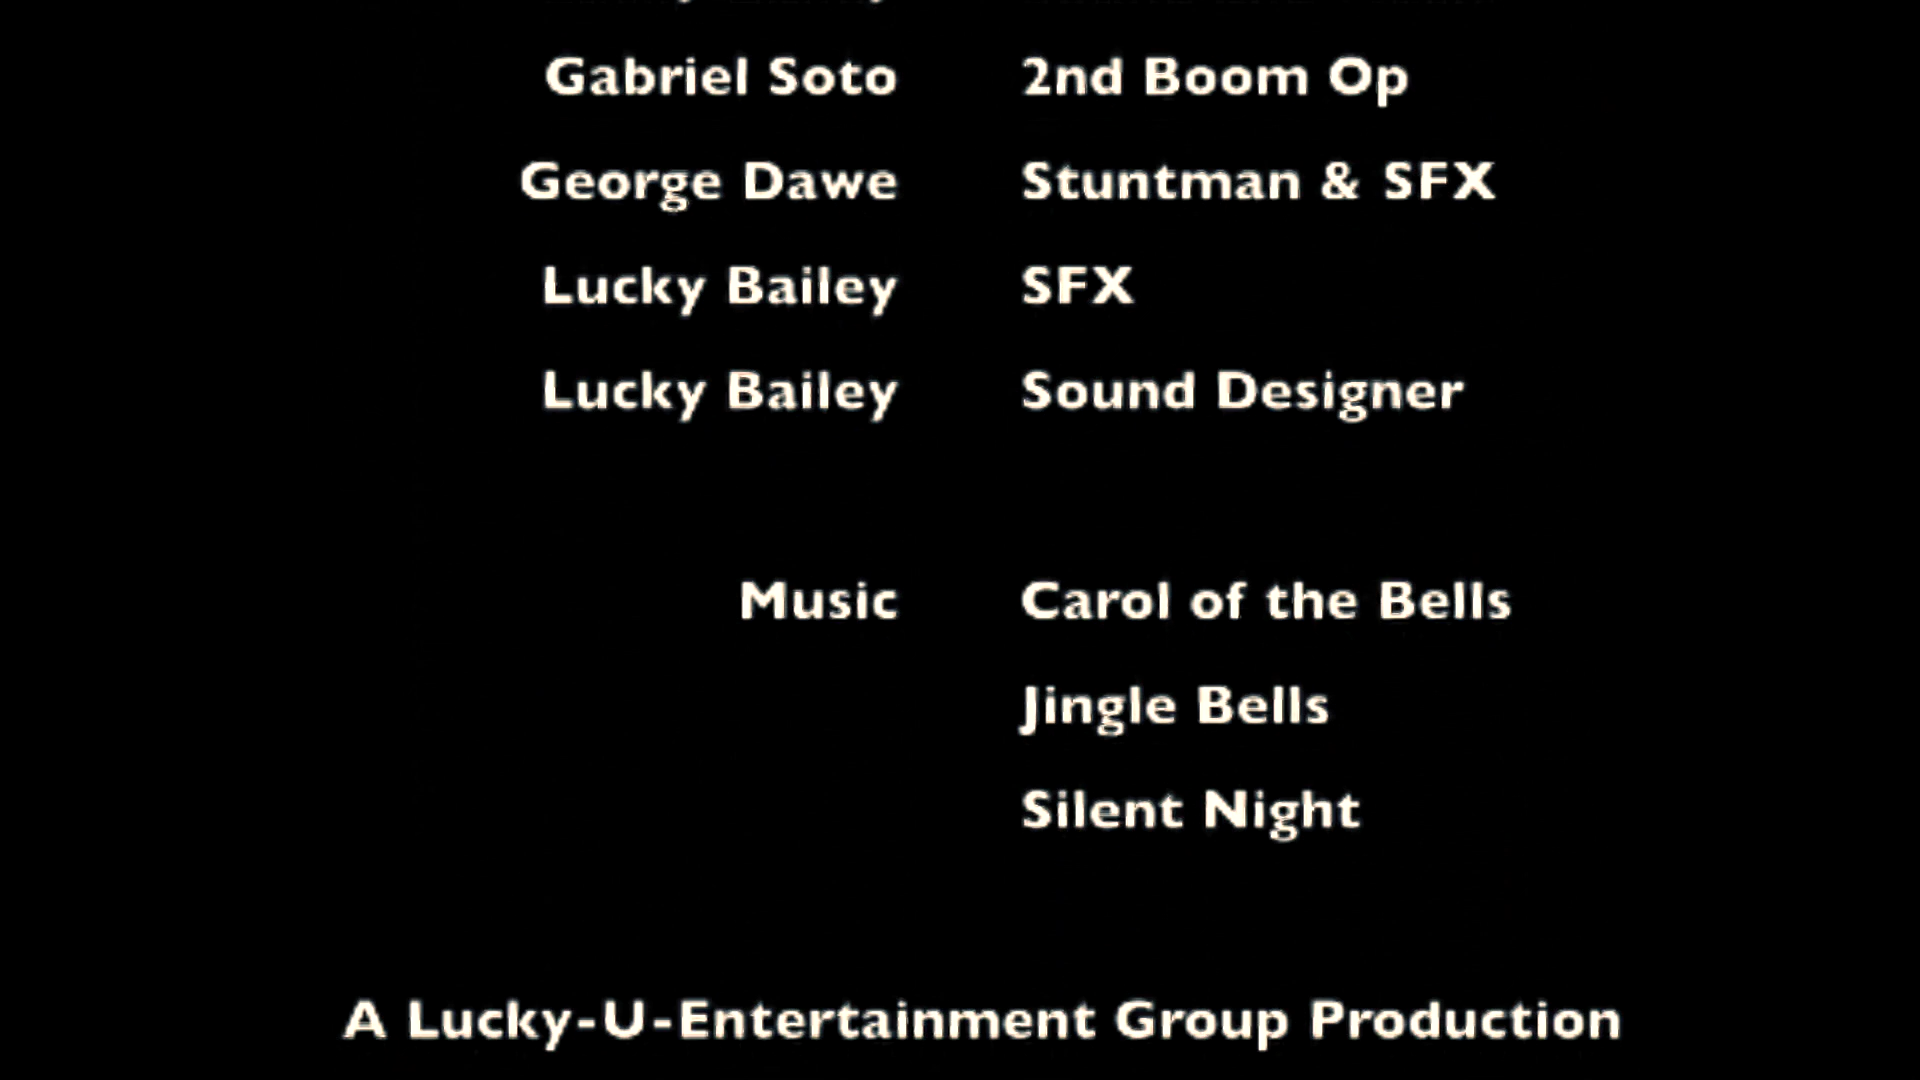 Gabriel Soto 2nd Boom Op
George Dawe Stuntman & SFX
Lucky Bailey SFX
Lucky Bailey Sound Designer
Music Carol of the Bells
Jingle Bells
Silent Night
A Lucky-U-Entertainment Group Production